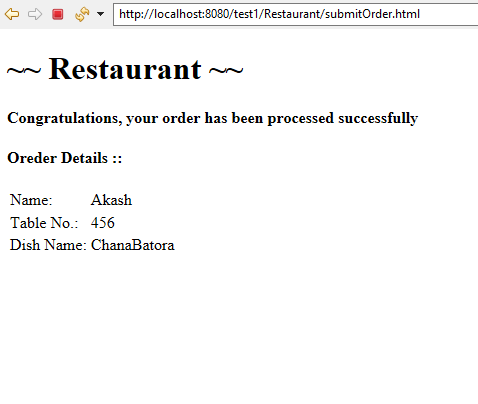 http://localhost:8080/test1/Restaurant/submitOrder.html
~~ Restaurant ~~
Congratulations, your order has been processed successfully
Oreder Details ::
Name: Akash
Table No.: 456
Dish Name: ChanaBatora